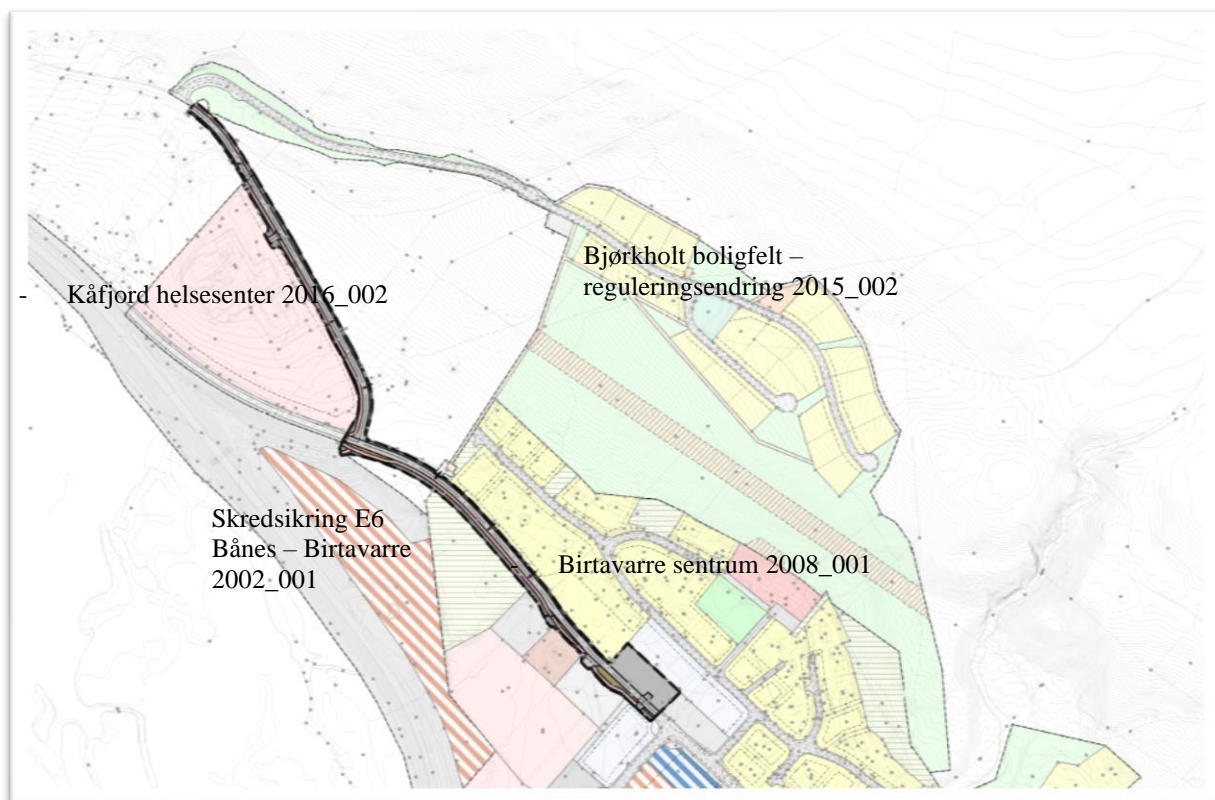 Bjørkholt boligfelt –
reguleringsendring 2015_002
- Kåfjord helsesenter 2016_002
Skredsikring E6
Bånes – Birtavarre
2002_001
- Birtavarre sentrum 2008_001